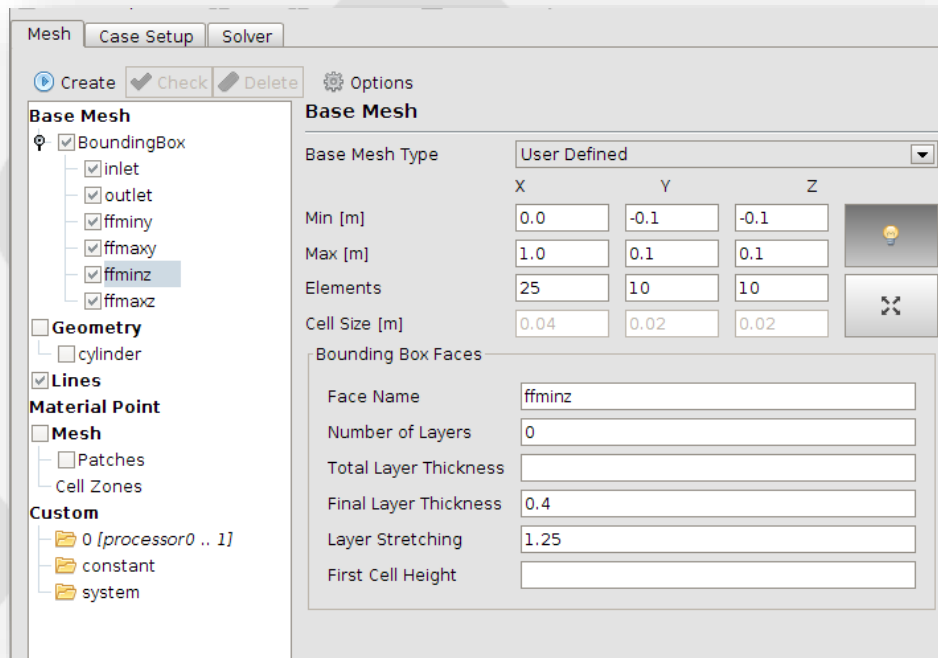 Mesh Case Setup Solver
Create Check Delete Options
Base Mesh
BoundingBox
inlet
outlet
ffminy
ffmaxy
ffminz
ffmaxz
Geometry
cylinder
Lines
Material Point
Mesh
Patches
Cell Zones
Custom
0 [processor0 .. 1]
constant
system
Base Mesh
Base Mesh Type User Defined
X Y Z
Min [m] 0.0 -0.1 -0.1
Max [m] 1.0 0.1 0.1
Elements 25 10 10
Cell Size [m] 0.04 0.02 0.02
Bounding Box Faces
Face Name ffminz
Number of Layers 0
Total Layer Thickness
Final Layer Thickness 0.4
Layer Stretching 1.25
First Cell Height